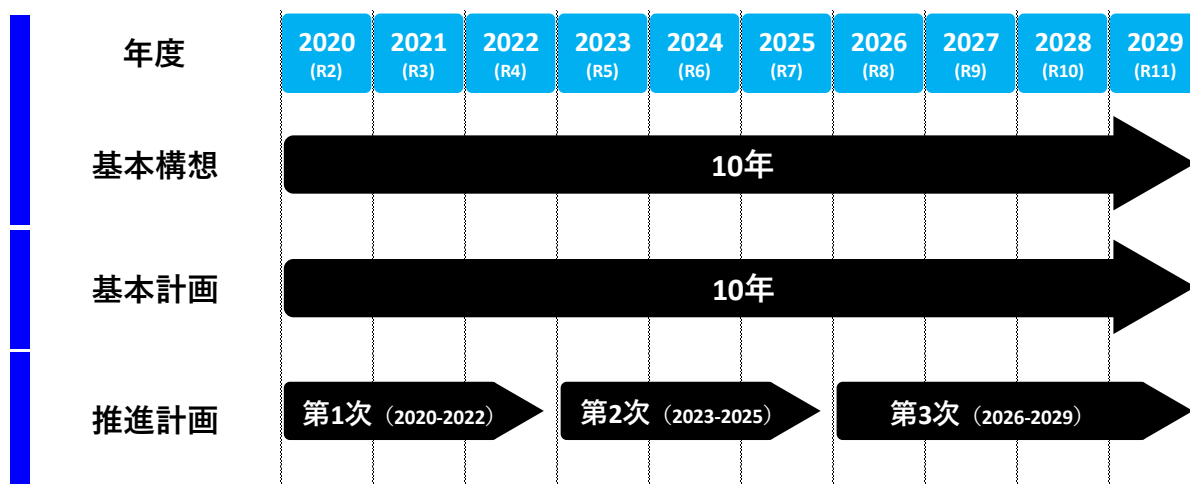 年度
2020 2021 2022 2023 2024 2025 2026 2027 2028 2029
(R2) (R3) (R4) (R5) (R6) (R7) (R8) (R9) (R10) (R11)
基本構想
10年
基本計画
10年
推進計画
第1次（2020-2022） 第2次（2023-2025） 第3次（2026-2029）